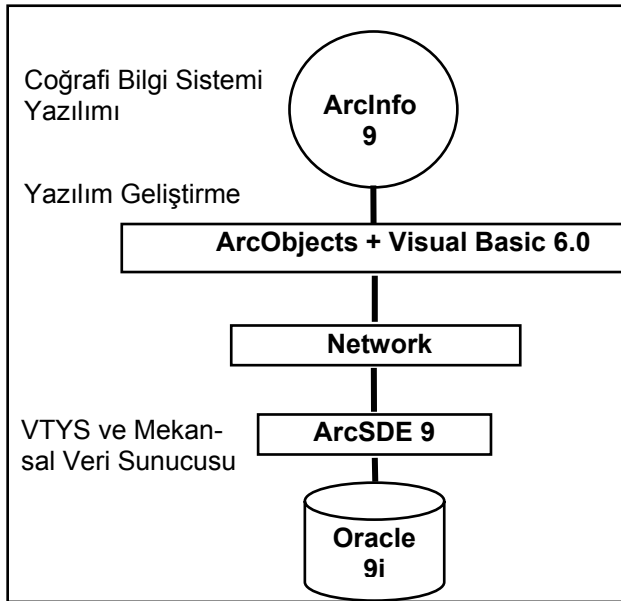 Coğrafi Bilgi Sistemi
Yazılımı
ArcInfo
9
Yazılım Geliştirme
ArcObjects + Visual Basic 6.0
Network
VTYS ve Mekan-
sal Veri Sunucusu
ArcSDE 9
Oracle
9i